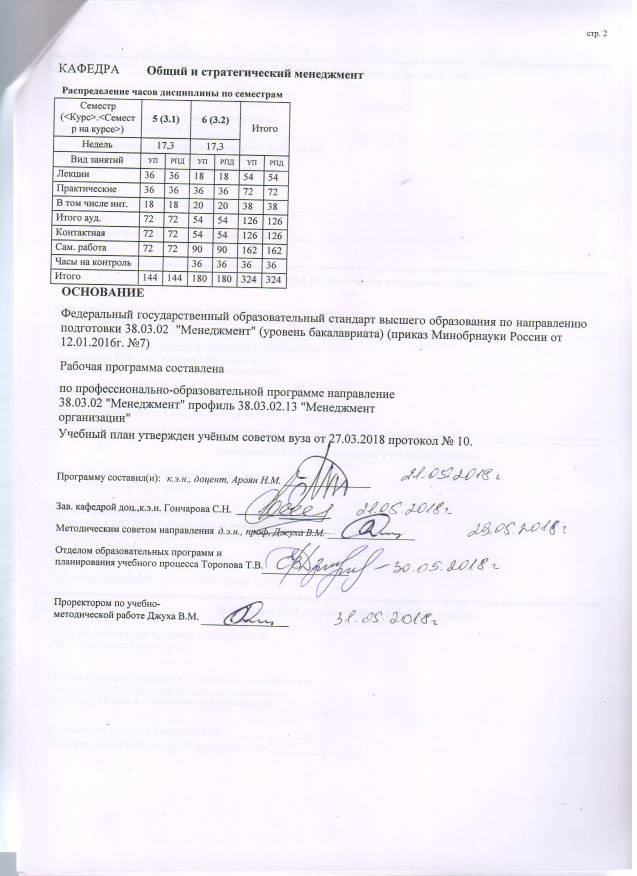 стр. 2
КАФЕДРА Общий и стратегический менеджмент
Распределение часов дисциплины по семестрам
Семестр (<Курс>.<Семестр на курсе>) 5 (3.1) 6 (3.2) Итого
Недель 17,3 17,3
Вид занятий УП РПД УП РПД УП РПД
Лекции 36 36 18 18 54 54
Практические 36 36 36 36 72 72
В том числе инт. 18 18 20 20 38 38
Итого ауд. 72 72 54 54 126 126
Контактная 72 72 54 54 126 126
Сам. работа 72 72 90 90 162 162
Часы на контроль 36 36 36 36
Итого 144 144 180 180 324 324
ОСНОВАНИЕ
Федеральный государственный образовательный стандарт высшего образования по направлению
подготовки 38.03.02 "Менеджмент" (уровень бакалавриата) (приказ Минобрнауки России от
12.01.2016г. №7)
Рабочая программа составлена
по профессионально-образовательной программе направление
38.03.02 "Менеджмент" профиль 38.03.02.13 "Менеджмент
организации"
Учебный план утвержден учёным советом вуза от 27.03.2018 протокол № 10.
Программу составил(и): к.э.н., доцент, Ароян Н.М. 21.05.2018г
Зав. кафедрой доц.,к.э.н. Гончарова С.Н. 21.05.2018г.
Методическим советом направления д.э.н., проф. Джуха В.М. 29.05.2018г
Отделом образовательных программ и
планирования учебного процесса Торопова Т.В. 30.05.2018г
Проректором по учебно-
методической работе Джуха В.М. 31.05.2018г